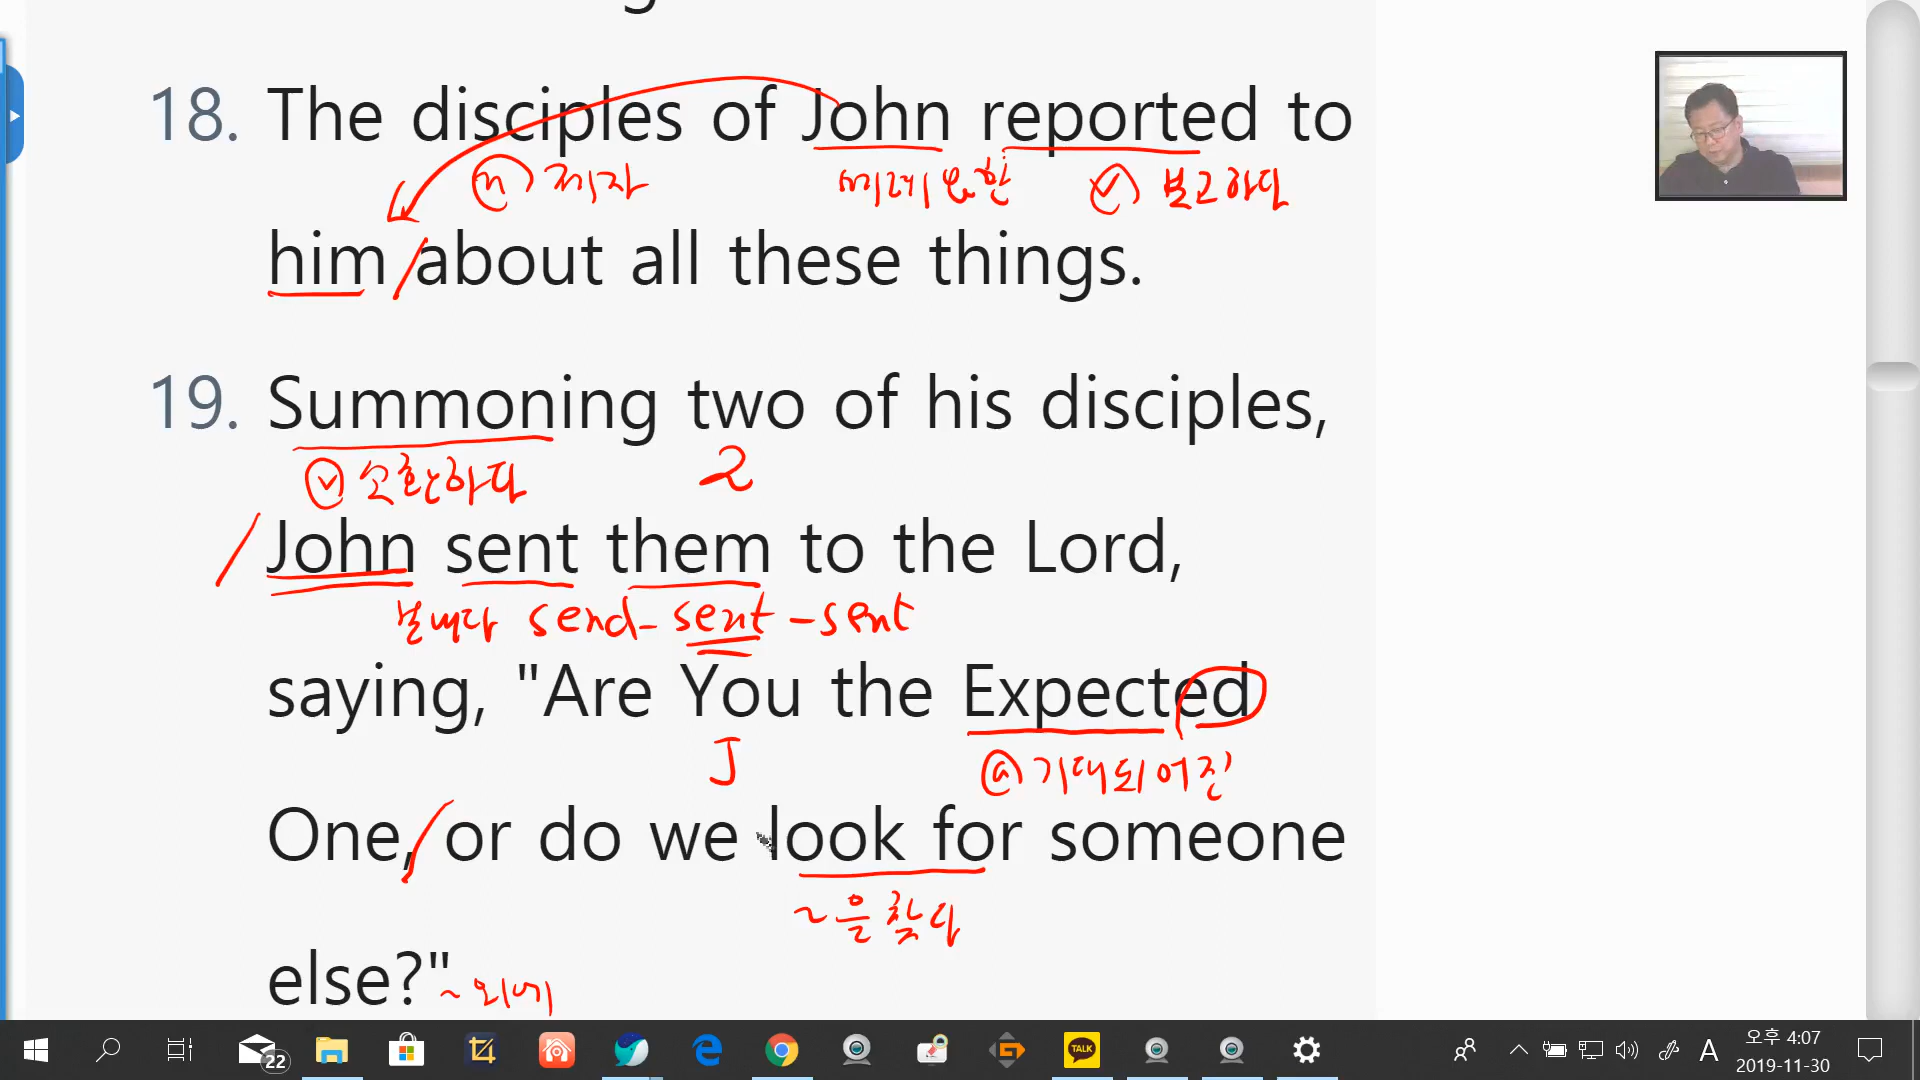 18. The disciples of John reported to
ⓝ 제자 세례요한 ⓥ 보고하다
him / about all these things.
19. Summoning two of his disciples,
ⓥ 소환하다 2
/ John sent them to the Lord,
보내다 send - sent - sent
saying, "Are You the Expected
J ⓐ 기대되어진
One, / or do we look for someone
~을 찾다
else?" ~외에
22
TALK
A
오후 4:07
2019-11-30